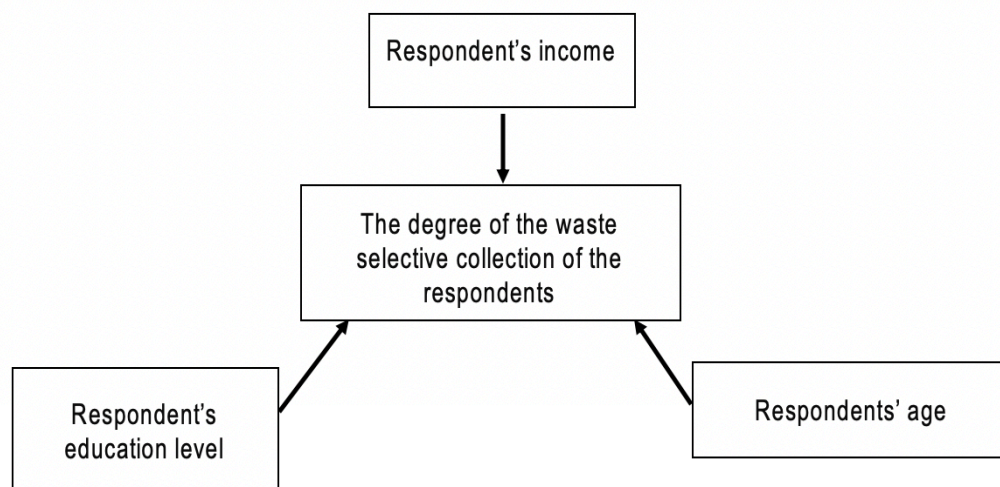 Respondent’s income
The degree of the waste
selective collection of the
respondents
Respondent’s
education level
Respondents’ age